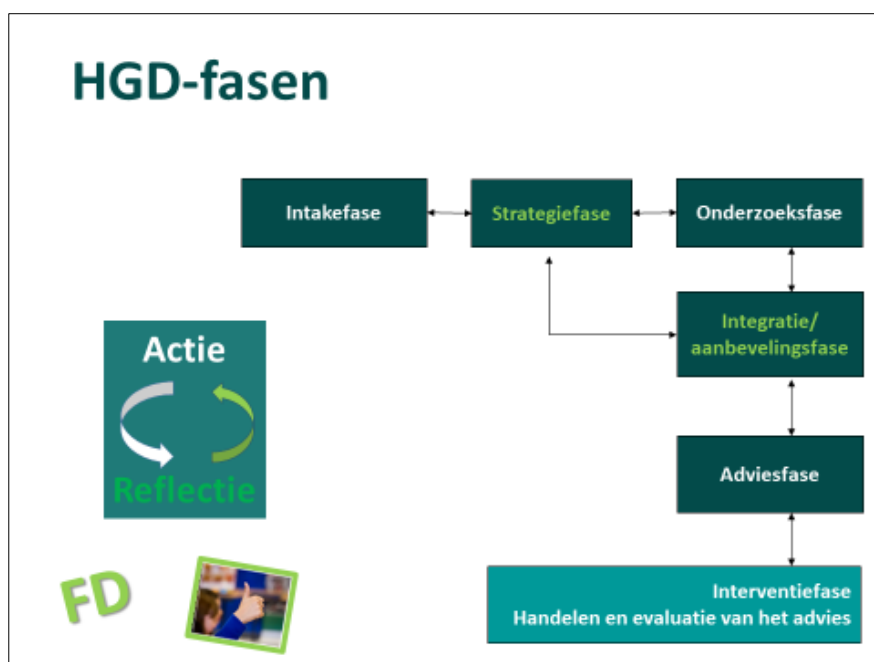 HGD-fasen
Intakefase
Strategiefase
Onderzoeksfase
Integratie/
aanbevelingsfase
Actie
Reflectie
Adviesfase
FD
Interventiefase
Handelen en evaluatie van het advies